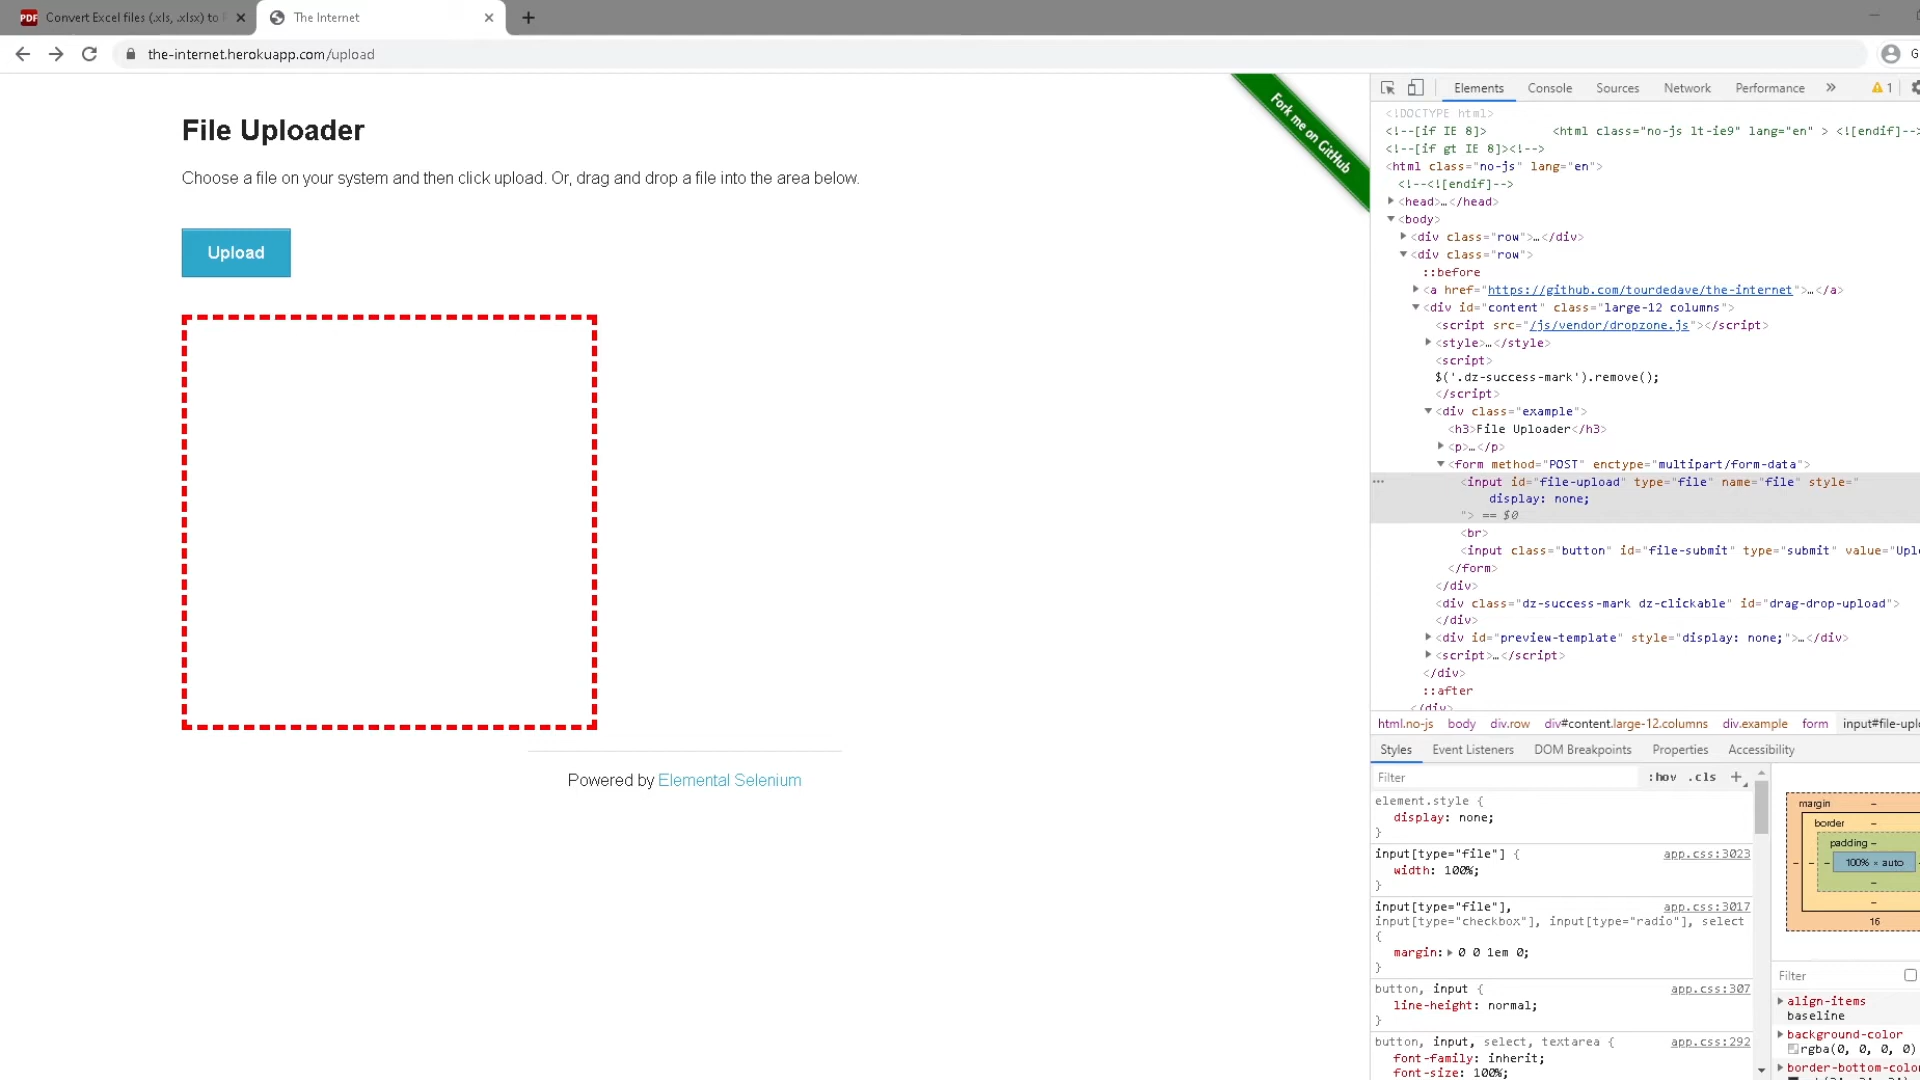 Convert Excel files (.xls, .xlsx) to
The Internet
the-internet.herokuapp.com/upload
G
Fork me on GitHub
File Uploader
Choose a file on your system and then click upload. Or, drag and drop a file into the area below.
Upload
Powered by Elemental Selenium
Elements Console Sources Network Performance » 1
<!DOCTYPE html>
<!--[if IE 8]> <html class="no-js lt-ie9" lang="en" > <![endif]-->
<!--[if gt IE 8]><!-->
<html class="no-js" lang="en">
<!--<![endif]-->
<head>…</head>
<body>
<div class="row">…</div>
<div class="row">
::before
<a href="https://github.com/tourdedave/the-internet">…</a>
<div id="content" class="large-12 columns">
<script src="/js/vendor/dropzone.js"></script>
<style>…</style>
<script>
$('.dz-success-mark').remove();
</script>
<div class="example">
<h3>File Uploader</h3>
<p>…</p>
<form method="POST" enctype="multipart/form-data">
<input id="file-upload" type="file" name="file" style="
display: none;
"> == $0
<br>
<input class="button" id="file-submit" type="submit" value="Uplo
</form>
</div>
<div class="dz-success-mark dz-clickable" id="drag-drop-upload">
</div>
<div id="preview-template" style="display: none;">…</div>
<script>…</script>
</div>
::after
</div>
html.no-js body div.row div#content.large-12.columns div.example form input#file-uplo
Styles Event Listeners DOM Breakpoints Properties Accessibility
Filter :hov .cls +
element.style {
display: none;
}
input[type="file"] { app.css:3023
width: 100%;
}
input[type="file"], app.css:3017
input[type="checkbox"], input[type="radio"], select
{
margin: 0 0 1em 0;
}
button, input { app.css:307
line-height: normal;
}
button, input, select, textarea { app.css:292
font-family: inherit;
font-size: 100%;
margin –
border –
padding –
– – – 100% × auto
–
–
16
Filter
align-items
baseline
background-color
rgba(0, 0, 0, 0)
border-bottom-colo